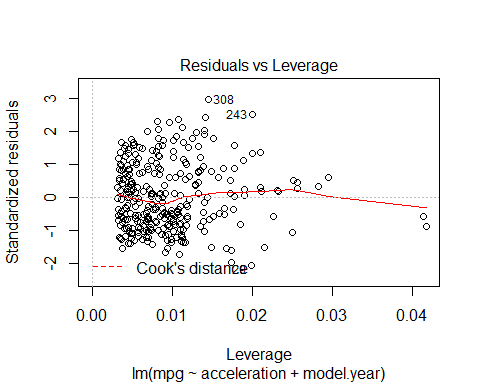 Residuals vs Leverage
Standardized residuals
3
2
1
0
-1
-2
308
243
Cook's distance
0.00 0.01 0.02 0.03 0.04
Leverage
lm(mpg ~ acceleration + model.year)